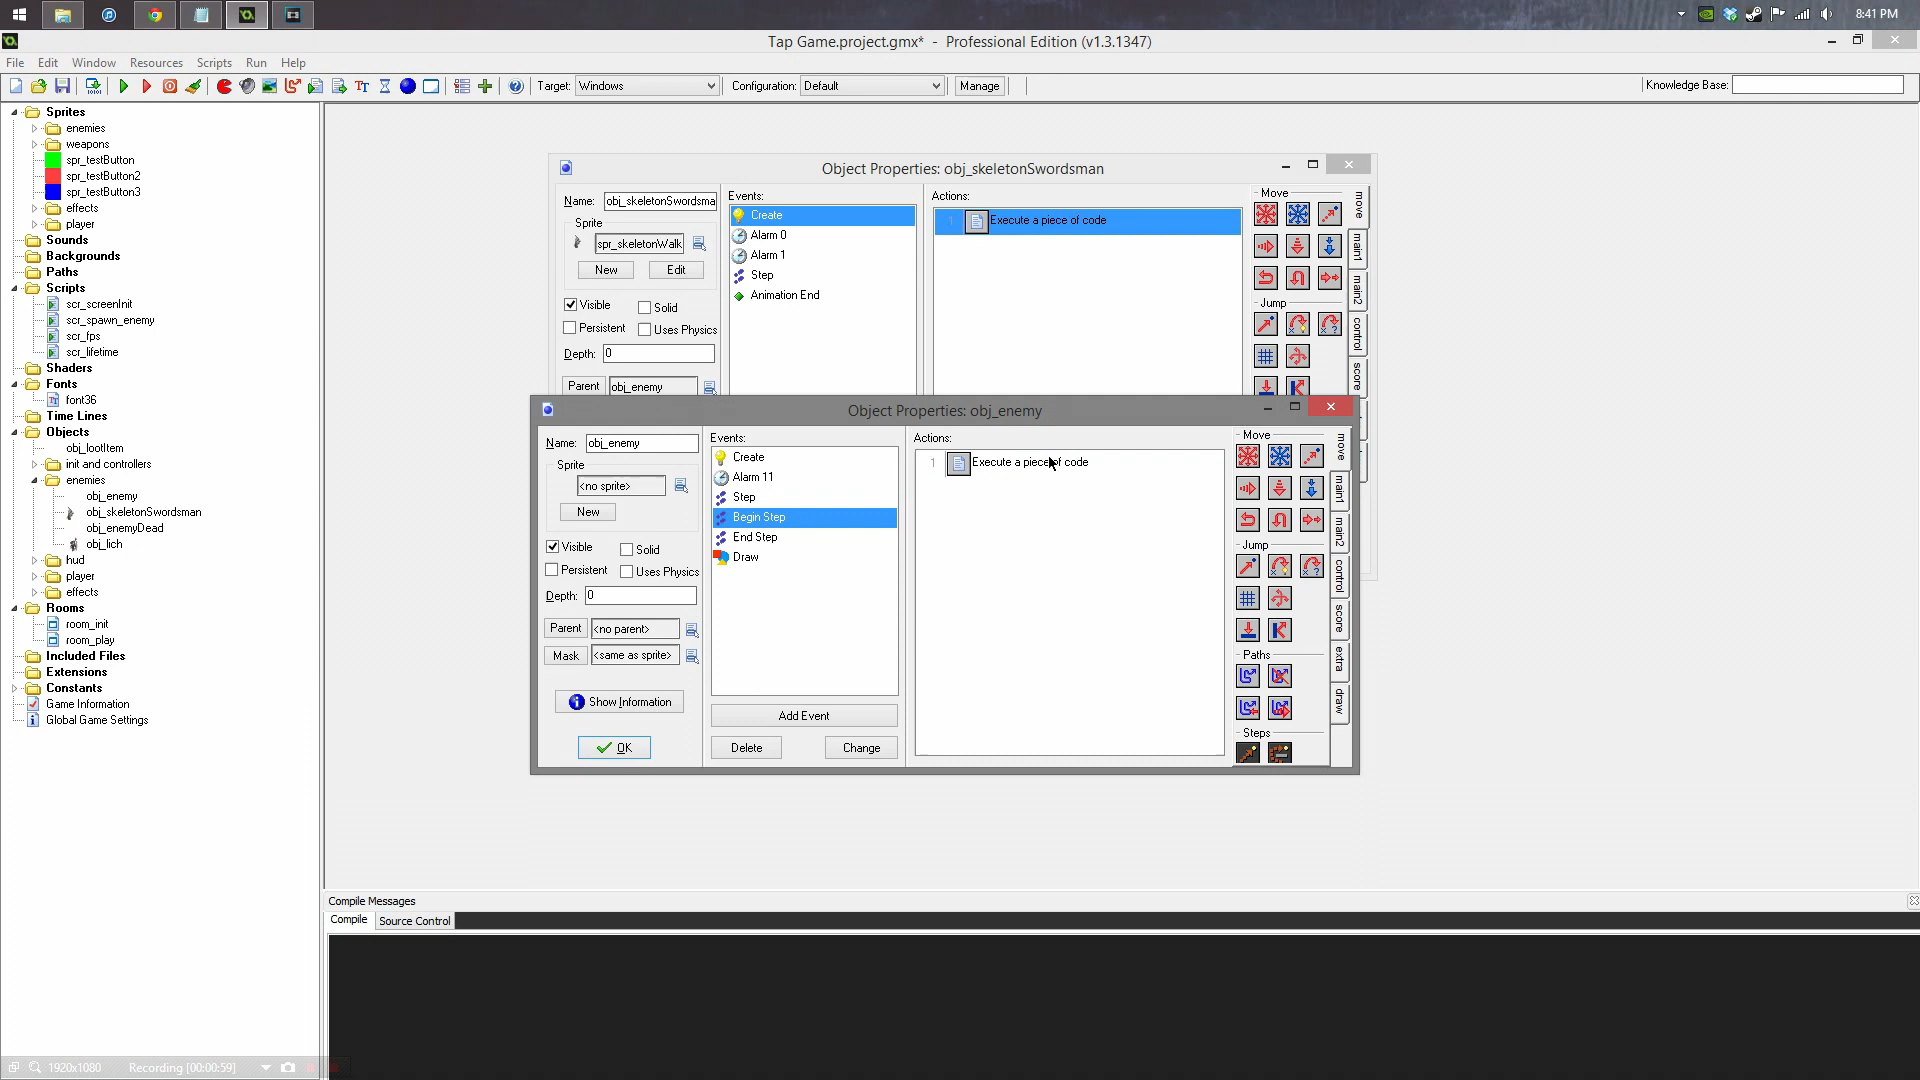 8:41 PM
Tap Game.project.gmx* - Professional Edition (v1.3.1347)
File Edit Window Resources Scripts Run Help
Target: Windows Configuration: Default Manage Knowledge Base:
Sprites
enemies
weapons
spr_testButton
spr_testButton2
spr_testButton3
effects
player
Sounds
Backgrounds
Paths
Scripts
scr_screenInit
scr_spawn_enemy
scr_fps
scr_lifetime
Shaders
Fonts
font36
Time Lines
Objects
obj_lootItem
init and controllers
enemies
obj_enemy
obj_skeletonSwordsman
obj_enemyDead
obj_lich
hud
player
effects
Rooms
room_init
room_play
Included Files
Extensions
Constants
Game Information
Global Game Settings
Object Properties: obj_skeletonSwordsman
Name: obj_skeletonSwordsma
Sprite
spr_skeletonWalk
New Edit
Visible Solid
Persistent Uses Physics
Depth: 0
Parent obj_enemy
Events:
Create
Alarm 0
Alarm 1
Step
Animation End
Actions:
1 Execute a piece of code
Move
Jump
move
main1
main2
control
score
Object Properties: obj_enemy
Name: obj_enemy
Sprite
<no sprite>
New
Visible Solid
Persistent Uses Physics
Depth: 0
Parent <no parent>
Mask <same as sprite>
Show Information
OK
Events:
Create
Alarm 11
Step
Begin Step
End Step
Draw
Add Event
Delete Change
Actions:
1 Execute a piece of code
Move
Jump
Paths
Steps
move
main1
main2
control
score
extra
draw
Compile Messages
Compile Source Control
1920x1080 Recording [00:00:59]